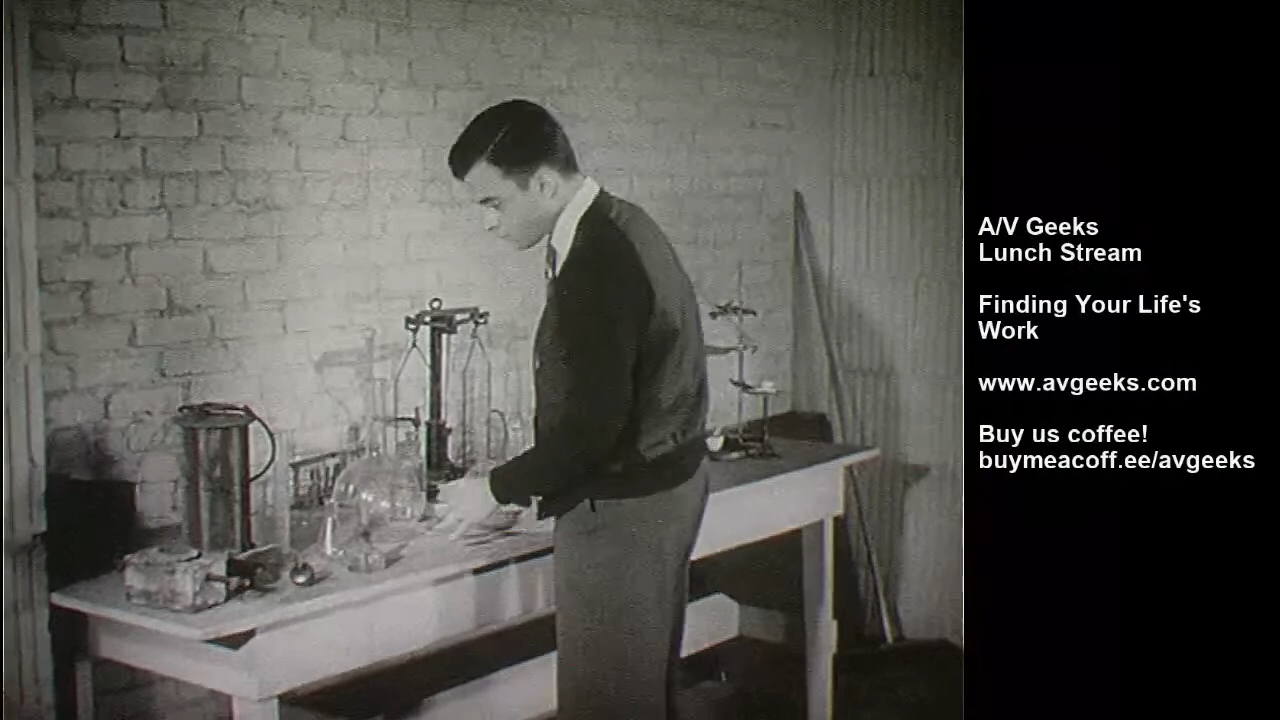 A/V Geeks
Lunch Stream
Finding Your Life's
Work
www.avgeeks.com
Buy us coffee!
buymeacoff.ee/avgeeks